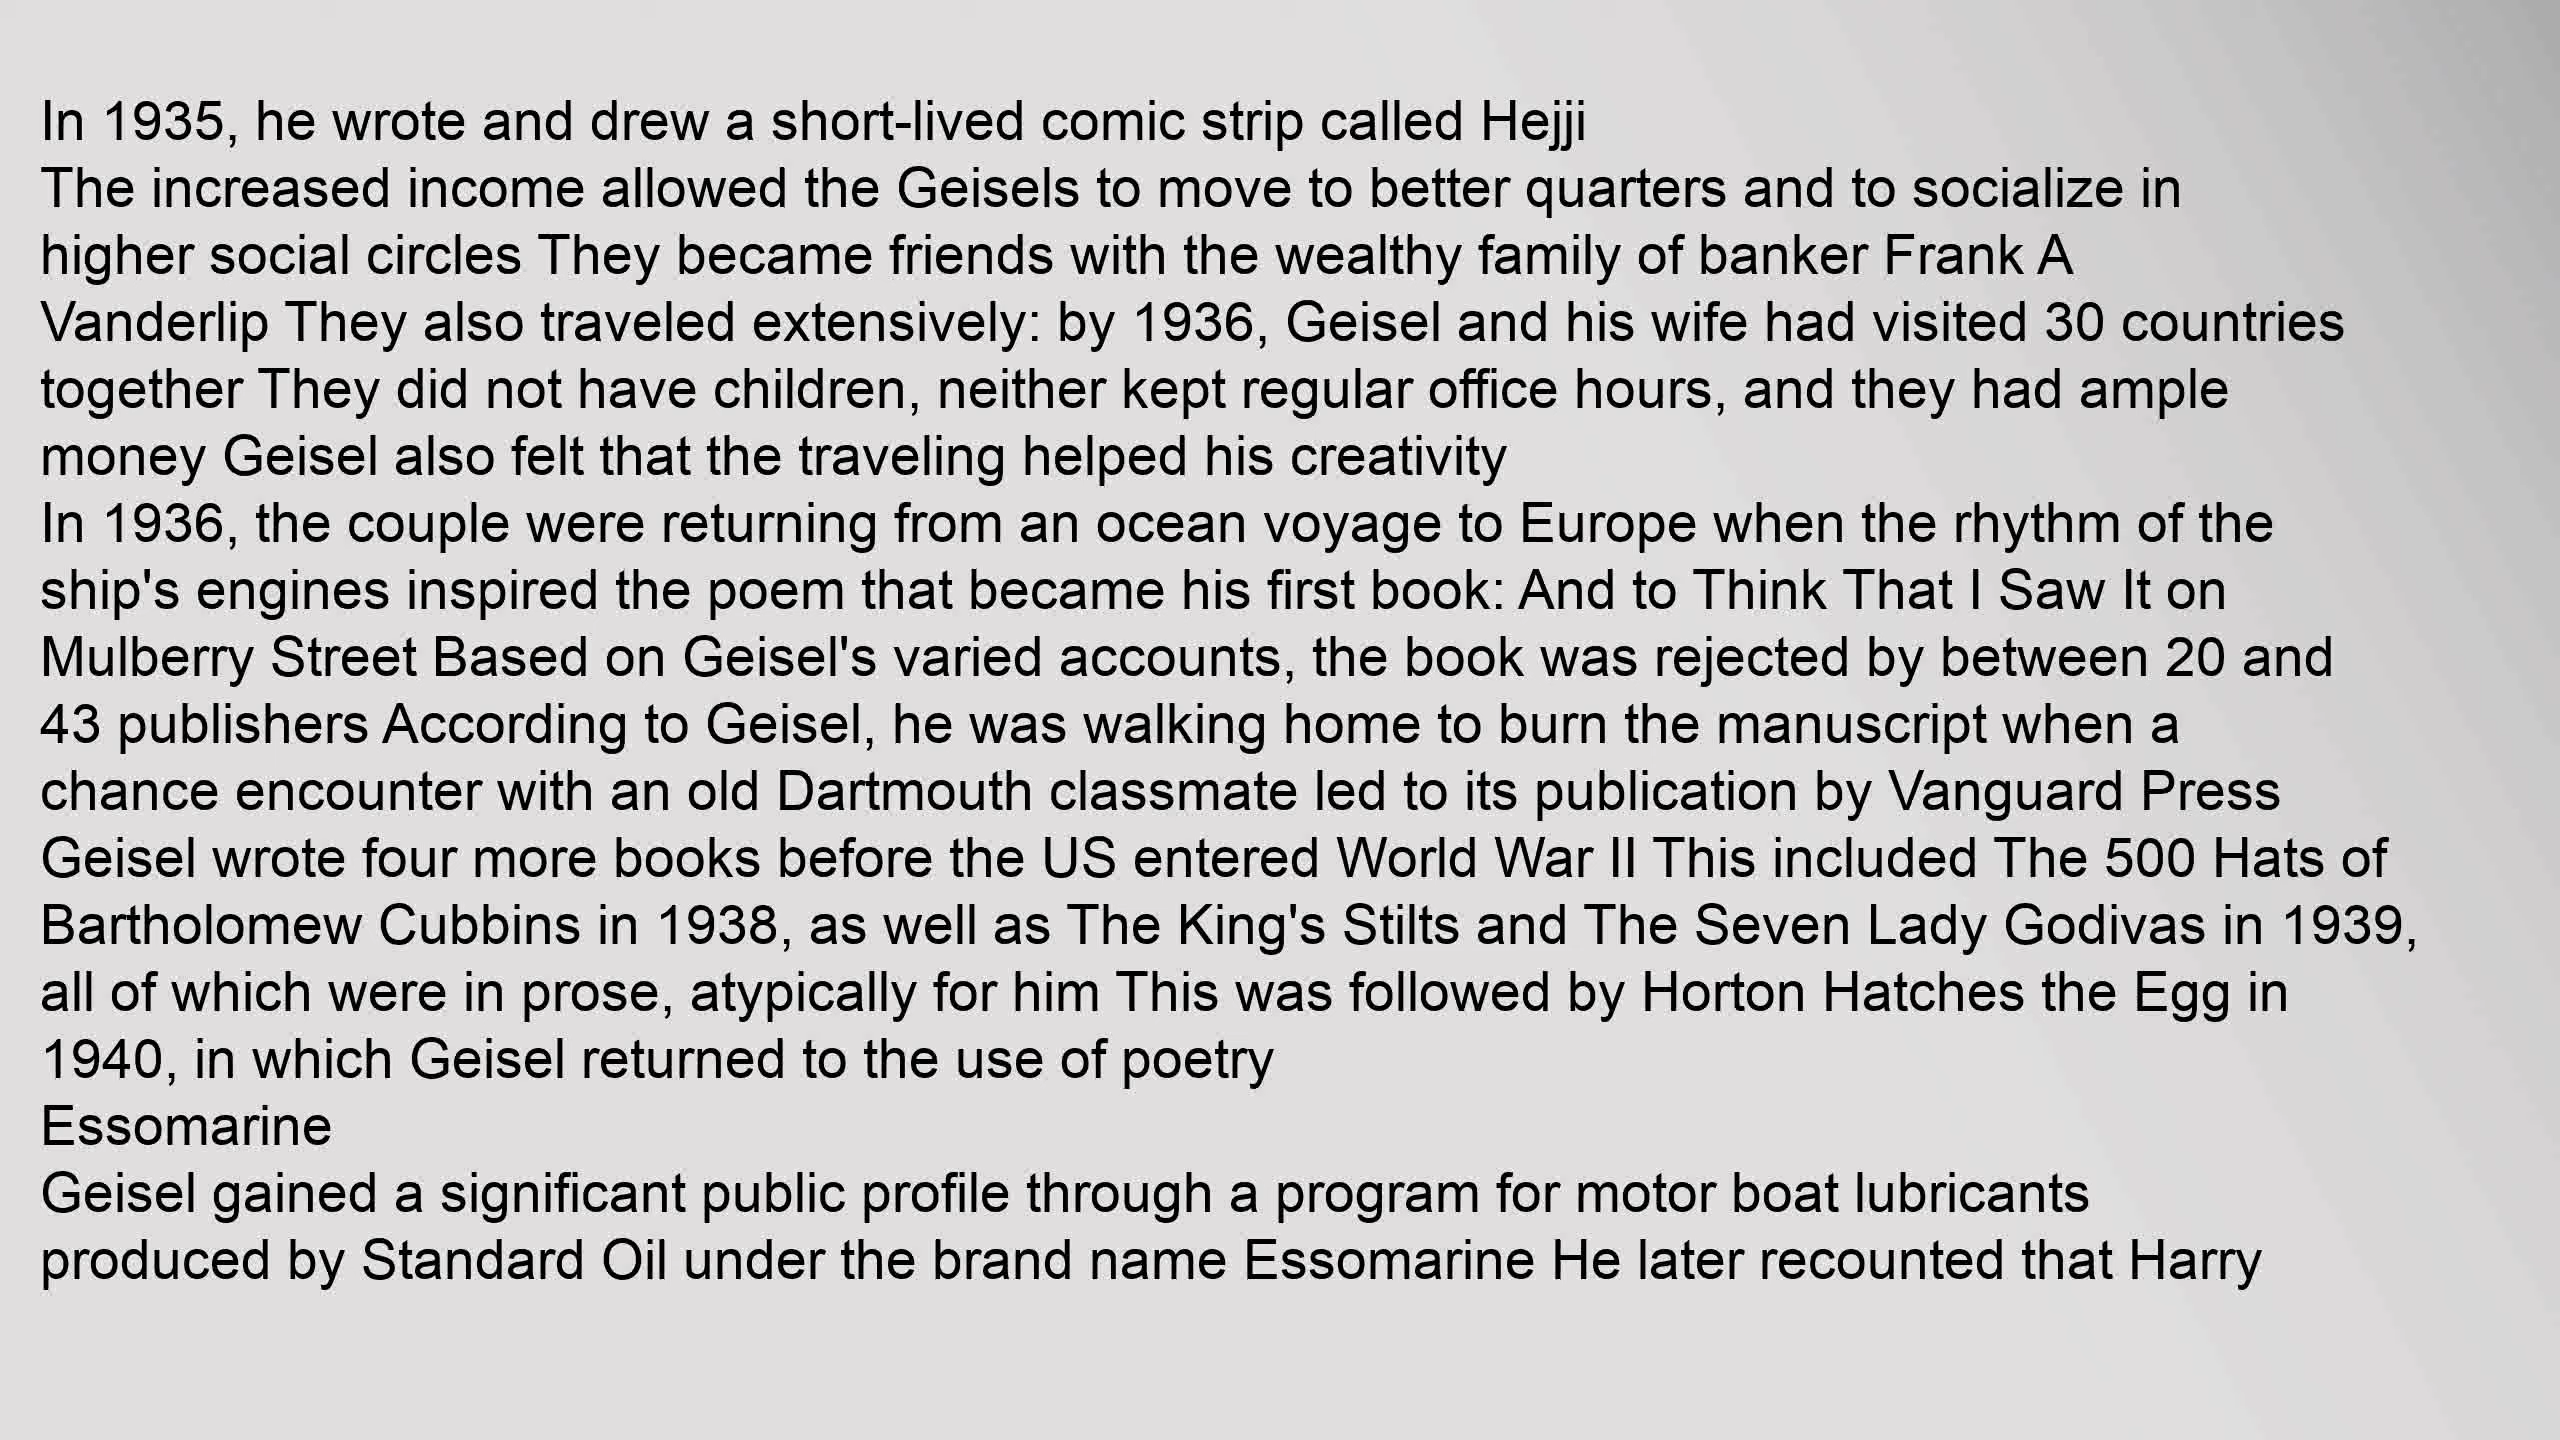 In 1935, he wrote and drew a short-lived comic strip called Hejji
The increased income allowed the Geisels to move to better quarters and to socialize in
higher social circles They became friends with the wealthy family of banker Frank A
Vanderlip They also traveled extensively: by 1936, Geisel and his wife had visited 30 countries
together They did not have children, neither kept regular office hours, and they had ample
money Geisel also felt that the traveling helped his creativity
In 1936, the couple were returning from an ocean voyage to Europe when the rhythm of the
ship's engines inspired the poem that became his first book: And to Think That I Saw It on
Mulberry Street Based on Geisel's varied accounts, the book was rejected by between 20 and
43 publishers According to Geisel, he was walking home to burn the manuscript when a
chance encounter with an old Dartmouth classmate led to its publication by Vanguard Press
Geisel wrote four more books before the US entered World War II This included The 500 Hats of
Bartholomew Cubbins in 1938, as well as The King's Stilts and The Seven Lady Godivas in 1939,
all of which were in prose, atypically for him This was followed by Horton Hatches the Egg in
1940, in which Geisel returned to the use of poetry
Essomarine
Geisel gained a significant public profile through a program for motor boat lubricants
produced by Standard Oil under the brand name Essomarine He later recounted that Harry